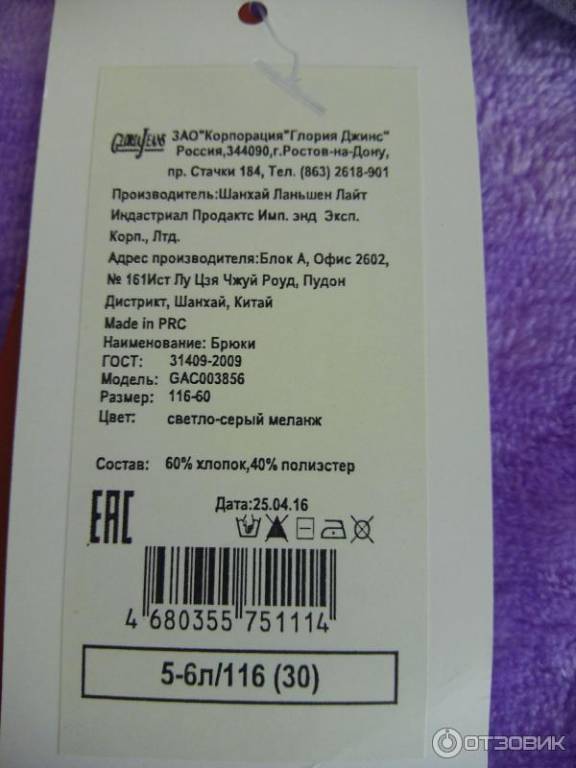 GLORIA JEANS ЗАО"Корпорация"Глория Джинс"
Россия,344090,г.Ростов-на-Дону,
пр. Стачки 184, Тел. (863) 2618-901
Производитель:Шанхай Ланьшен Лайт
Индастриал Продактс Имп. энд Эксп.
Корп., Лтд.
Адрес производителя:Блок А, Офис 2602,
№ 161Ист Лу Цзя Чжуй Роуд, Пудон
Дистрикт, Шанхай, Китай
Made in PRC
Наименование: Брюки
ГОСТ: 31409-2009
Модель: GAC003856
Размер: 116-60
Цвет: светло-серый меланж
Состав: 60% хлопок,40% полиэстер
Дата:25.04.16
EAC
4 680355 751114
5-6л/116 (30)
ОТЗОВИК